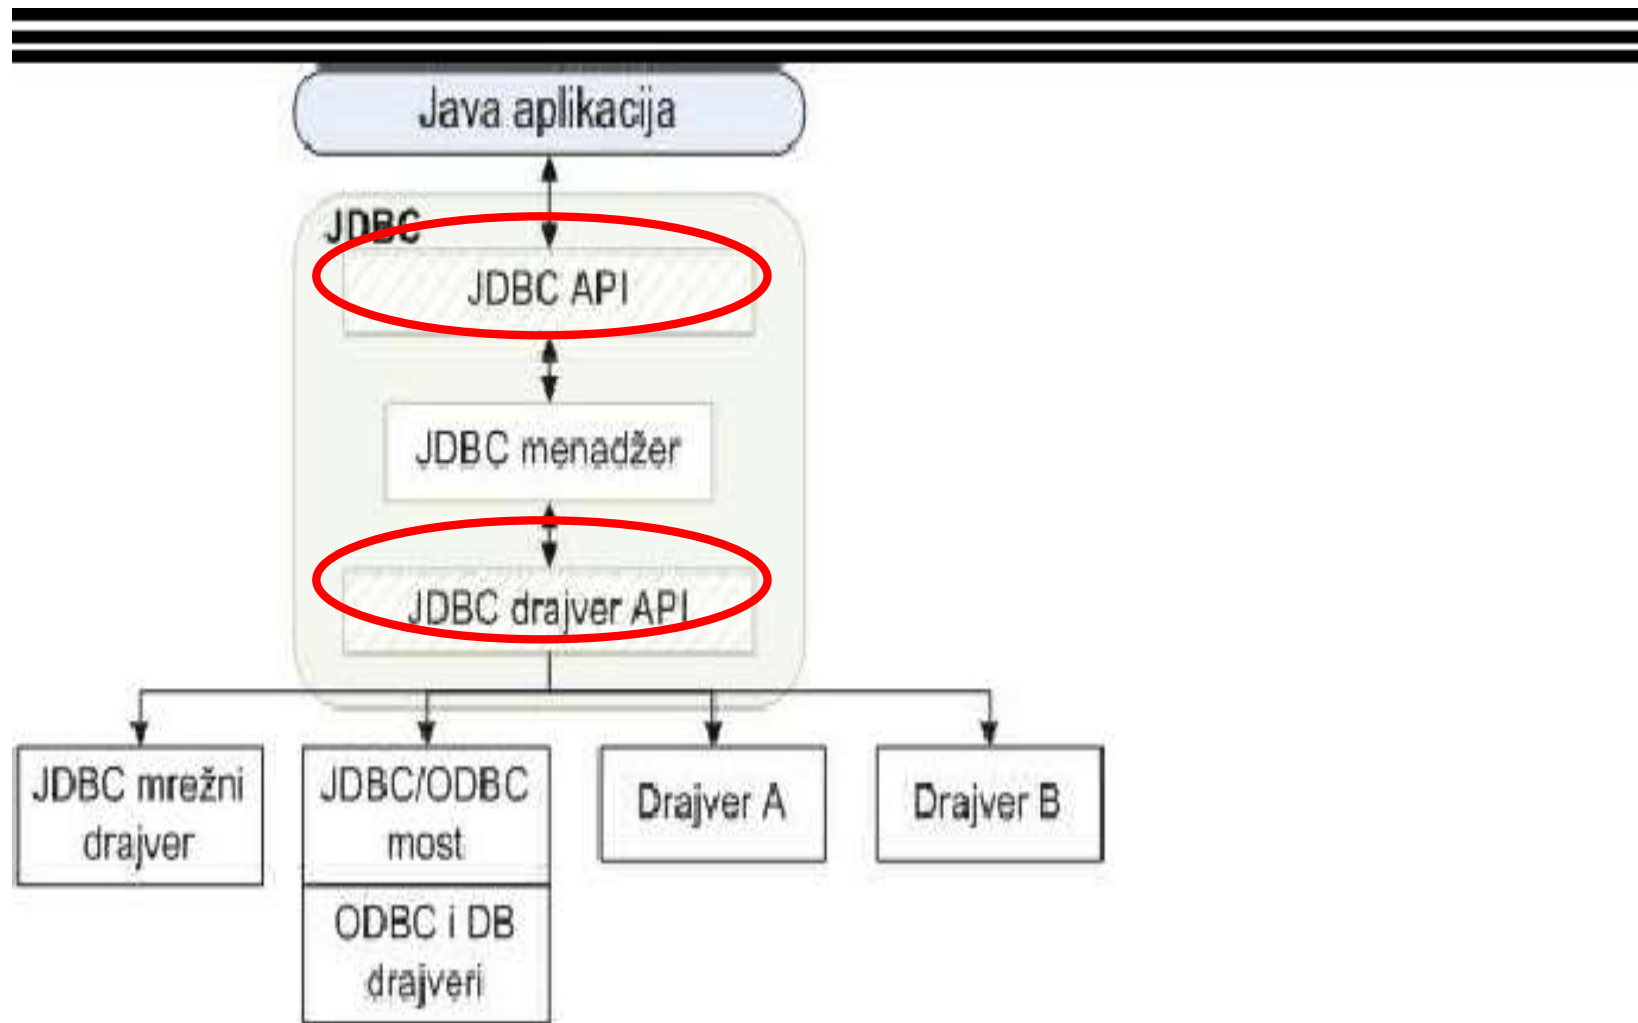 Java aplikacija
JDBC
JDBC API
JDBC menadžer
JDBC drajver API
JDBC mrežni
drajver
JDBC/ODBC
most
ODBC i DB
drajveri
Drajver A
Drajver B